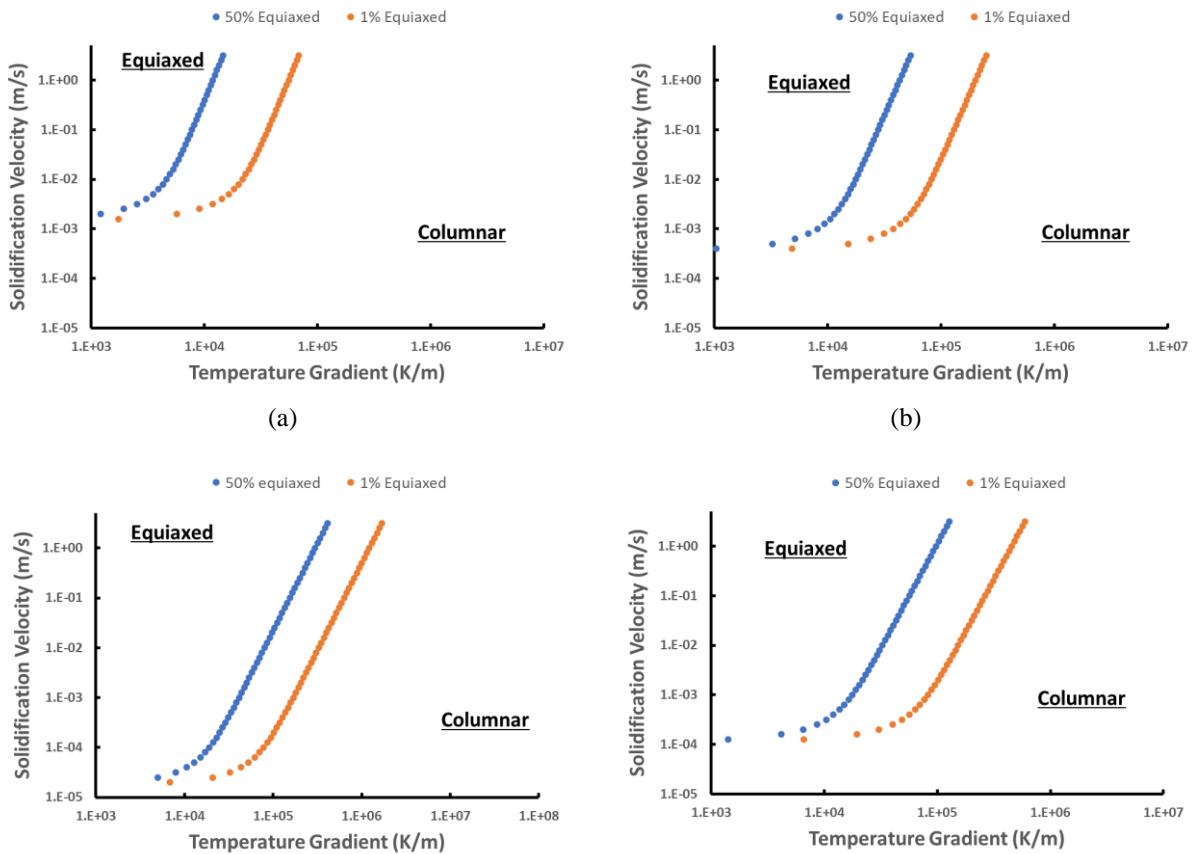 50% Equiaxed 1% Equiaxed
Solidification Velocity (m/s)
1.E+00
1.E-01
1.E-02
1.E-03
1.E-04
1.E-05
Equiaxed
Columnar
1.E+03 1.E+04 1.E+05 1.E+06 1.E+07
Temperature Gradient (K/m)
(a)
50% Equiaxed 1% Equiaxed
Solidification Velocity (m/s)
1.E+00
1.E-01
1.E-02
1.E-03
1.E-04
1.E-05
Equiaxed
Columnar
1.E+03 1.E+04 1.E+05 1.E+06 1.E+07
Temperature Gradient (K/m)
(b)
50% equiaxed 1% Equiaxed
Solidification Velocity (m/s)
1.E+00
1.E-01
1.E-02
1.E-03
1.E-04
1.E-05
Equiaxed
Columnar
1.E+03 1.E+04 1.E+05 1.E+06 1.E+07 1.E+08
Temperature Gradient (K/m)
50% Equiaxed 1% Equiaxed
Solidification Velocity (m/s)
1.E+00
1.E-01
1.E-02
1.E-03
1.E-04
1.E-05
Equiaxed
Columnar
1.E+03 1.E+04 1.E+05 1.E+06 1.E+07
Temperature Gradient (K/m)